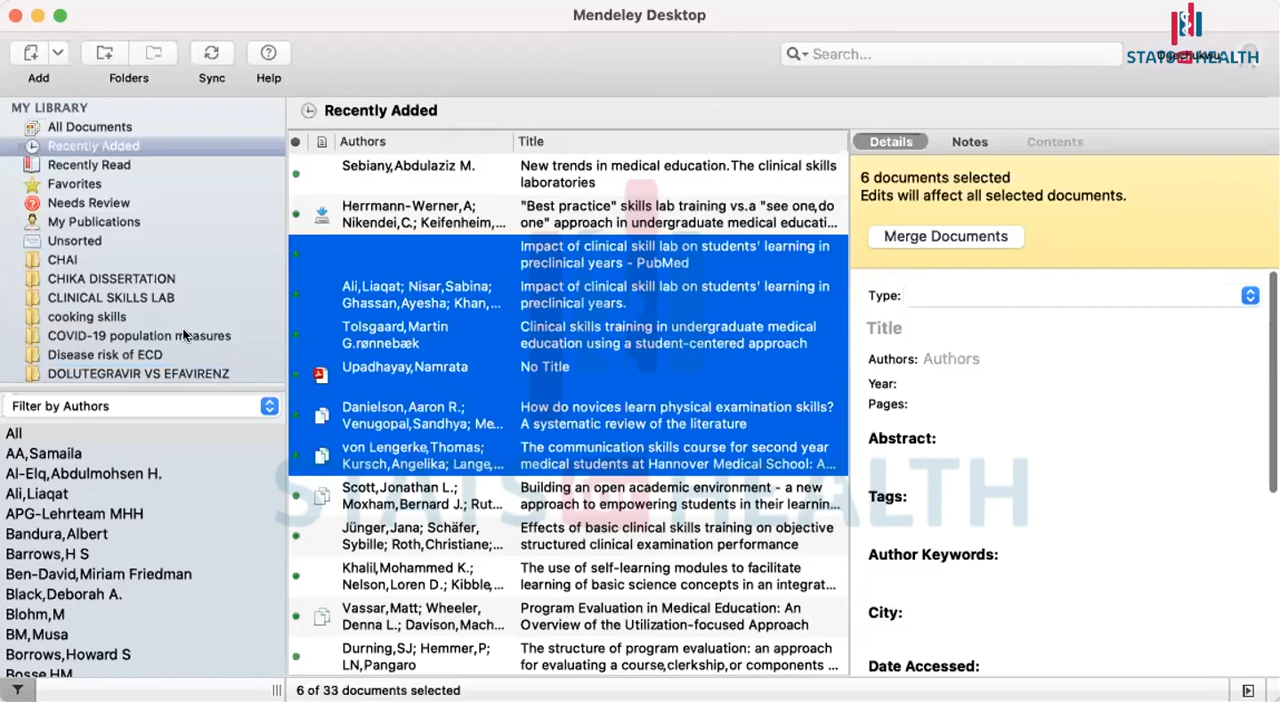 Mendeley Desktop
Add
Folders
Sync
Help
Search...
STATS HEALTH
MY LIBRARY
All Documents
Recently Added
Recently Read
Favorites
Needs Review
My Publications
Unsorted
CHAI
CHIKA DISSERTATION
CLINICAL SKILLS LAB
cooking skills
COVID-19 population measures
Disease risk of ECD
DOLUTEGRAVIR VS EFAVIRENZ
Filter by Authors
All
AA,Samaila
Al-Elq,Abdulmohsen H.
Ali,Liaqat
APG-Lehrteam MHH
Bandura,Albert
Barrows,H S
Ben-David,Miriam Friedman
Black,Deborah A.
Blohm,M
BM,Musa
Borrows,Howard S
Bosse HM
Recently Added
Authors
Title
Sebiany,Abdulaziz M.
New trends in medical education.The clinical skills
laboratories
Herrmann-Werner,A;
Nikendei,C.; Keifenheim,...
"Best practice" skills lab training vs.a "see one,do
one" approach in undergraduate medical educati...
Impact of clinical skill lab on students' learning in
preclinical years - PubMed
Ali,Liaqat; Nisar,Sabina;
Ghassan,Ayesha; Khan,...
Impact of clinical skill lab on students' learning in
preclinical years.
Tolsgaard,Martin
G.rønnebæk
Clinical skills training in undergraduate medical
education using a student-centered approach
Upadhayay,Namrata
No Title
Danielson,Aaron R.;
Venugopal,Sandhya; Me...
How do novices learn physical examination skills?
A systematic review of the literature
von Lengerke,Thomas;
Kursch,Angelika; Lange,...
The communication skills course for second year
medical students at Hannover Medical School: A...
Scott,Jonathan L.;
Moxham,Bernard J.; Rut...
Building an open academic environment - a new
approach to empowering students in their learnin...
Jünger,Jana; Schäfer,
Sybille; Roth,Christiane;...
Effects of basic clinical skills training on objective
structured clinical examination performance
Khalil,Mohammed K.;
Nelson,Loren D.; Kibble,...
The use of self-learning modules to facilitate
learning of basic science concepts in an integrat...
Vassar,Matt; Wheeler,
Denna L.; Davison,Mach...
Program Evaluation in Medical Education: An
Overview of the Utilization-focused Approach
Durning,SJ; Hemmer,P;
LN,Pangaro
The structure of program evaluation: an approach
for evaluating a course,clerkship,or components ...
6 of 33 documents selected
Details
Notes
Contents
6 documents selected
Edits will affect all selected documents.
Merge Documents
Type:
Title
Authors: Authors
Year:
Pages:
Abstract:
Tags:
Author Keywords:
City:
Date Accessed:
STATS HEALTH